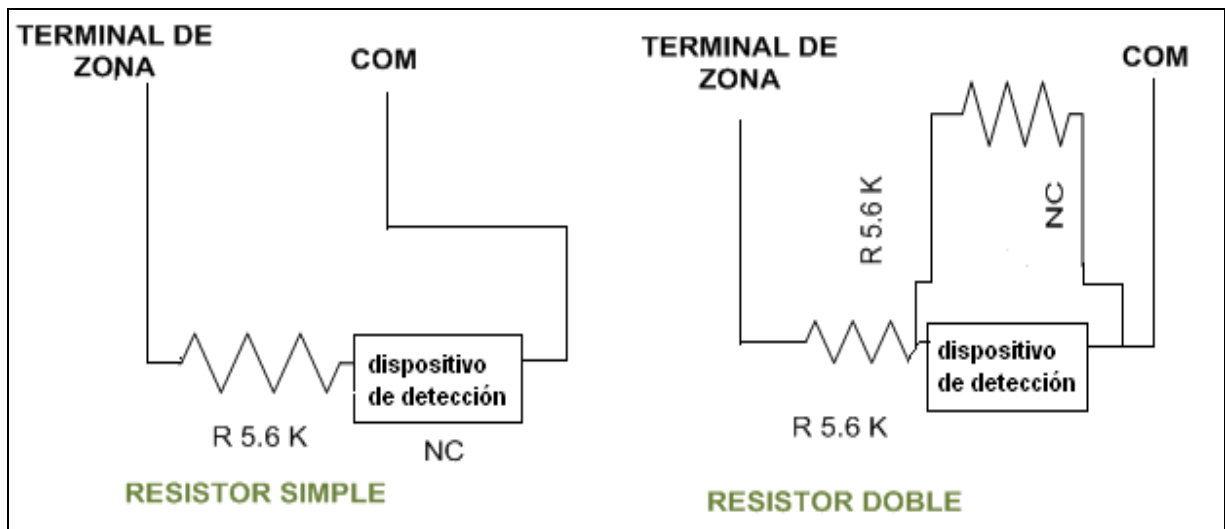 TERMINAL DE
ZONA
COM
dispositivo
de detección
R 5.6 K
NC
RESISTOR SIMPLE
TERMINAL DE
ZONA
COM
R 5.6 K
NC
dispositivo
de detección
R 5.6 K
RESISTOR DOBLE